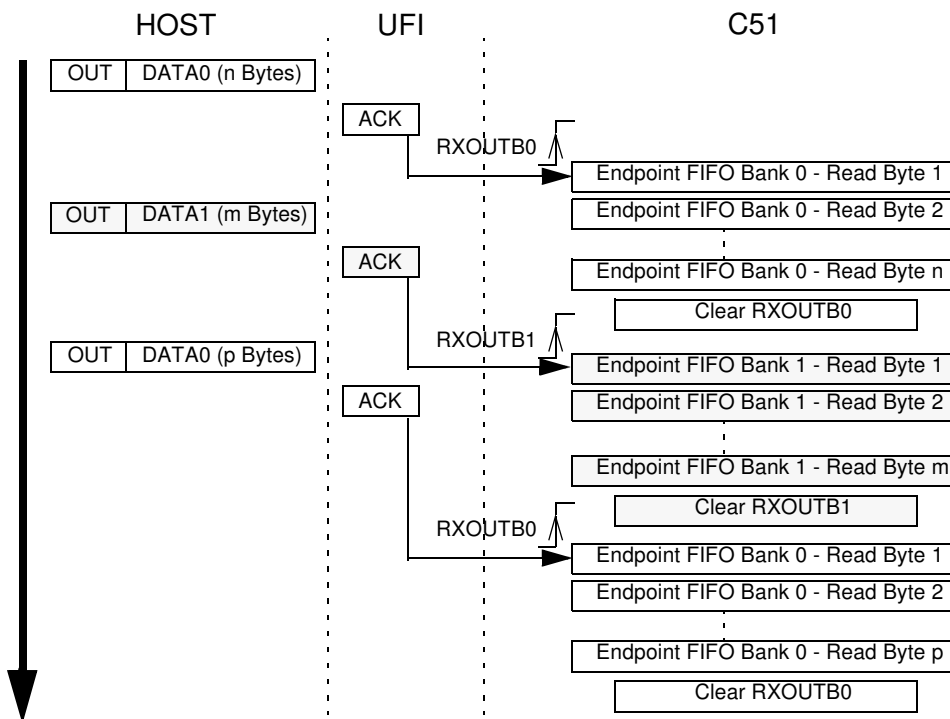 HOST UFI C51
OUT DATA0 (n Bytes)
ACK
RXOUTB0
Endpoint FIFO Bank 0 - Read Byte 1
OUT DATA1 (m Bytes)
Endpoint FIFO Bank 0 - Read Byte 2
ACK
Endpoint FIFO Bank 0 - Read Byte n
Clear RXOUTB0
RXOUTB1
OUT DATA0 (p Bytes)
Endpoint FIFO Bank 1 - Read Byte 1
ACK
Endpoint FIFO Bank 1 - Read Byte 2
Endpoint FIFO Bank 1 - Read Byte m
Clear RXOUTB1
RXOUTB0
Endpoint FIFO Bank 0 - Read Byte 1
Endpoint FIFO Bank 0 - Read Byte 2
Endpoint FIFO Bank 0 - Read Byte p
Clear RXOUTB0